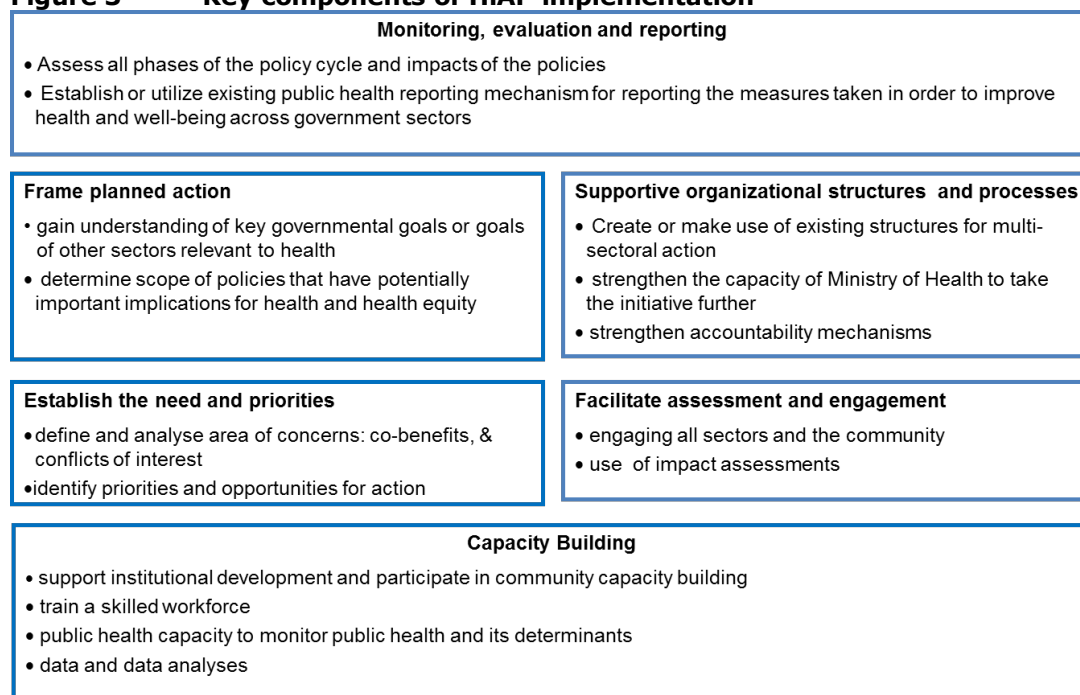 Figure 3 Key components of HiAP implementation
Monitoring, evaluation and reporting
• Assess all phases of the policy cycle and impacts of the policies
• Establish or utilize existing public health reporting mechanism for reporting the measures taken in order to improve
health and well-being across government sectors
Frame planned action
• gain understanding of key governmental goals or goals
of other sectors relevant to health
• determine scope of policies that have potentially
important implications for health and health equity
Supportive organizational structures and processes
• Create or make use of existing structures for multi-
sectoral action
• strengthen the capacity of Ministry of Health to take
the initiative further
• strengthen accountability mechanisms
Establish the need and priorities
• define and analyse area of concerns: co-benefits, &
conflicts of interest
• identify priorities and opportunities for action
Facilitate assessment and engagement
• engaging all sectors and the community
• use of impact assessments
Capacity Building
• support institutional development and participate in community capacity building
• train a skilled workforce
• public health capacity to monitor public health and its determinants
• data and data analyses